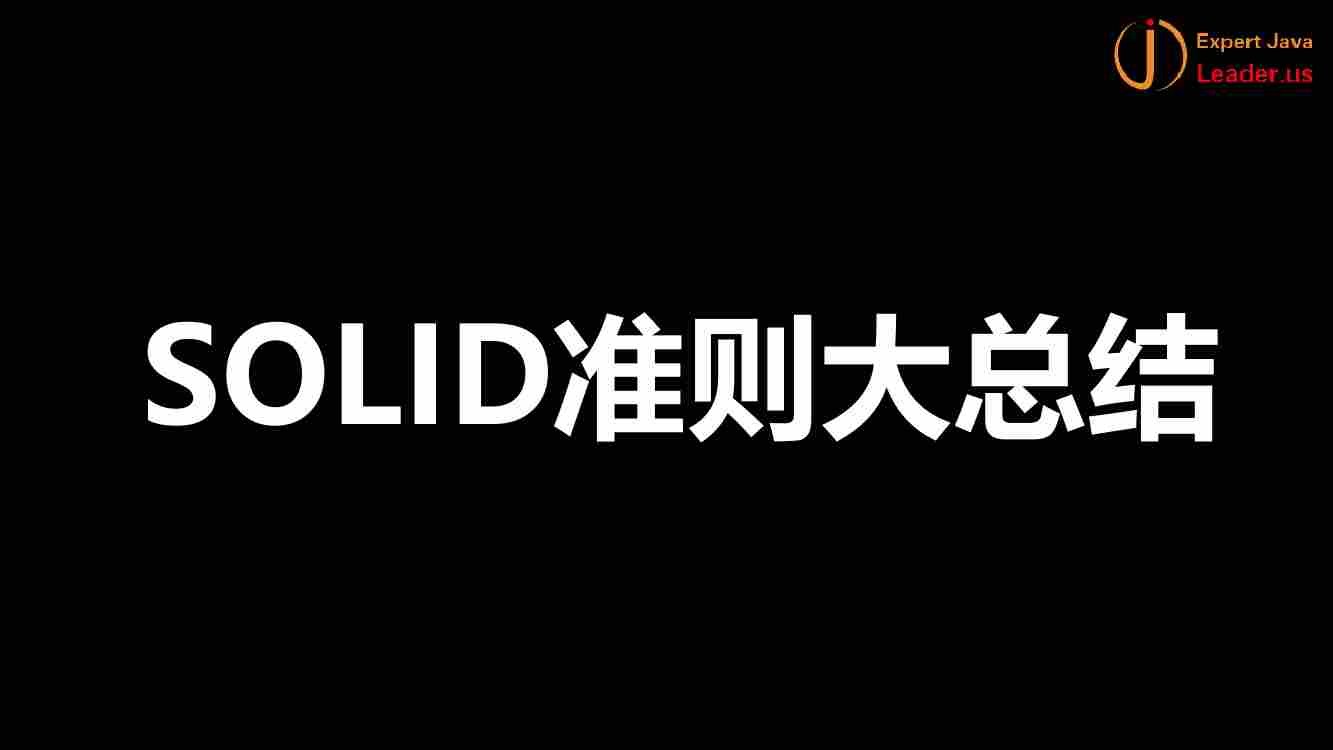 Expert Java
Leader.us
SOLID准则大总结